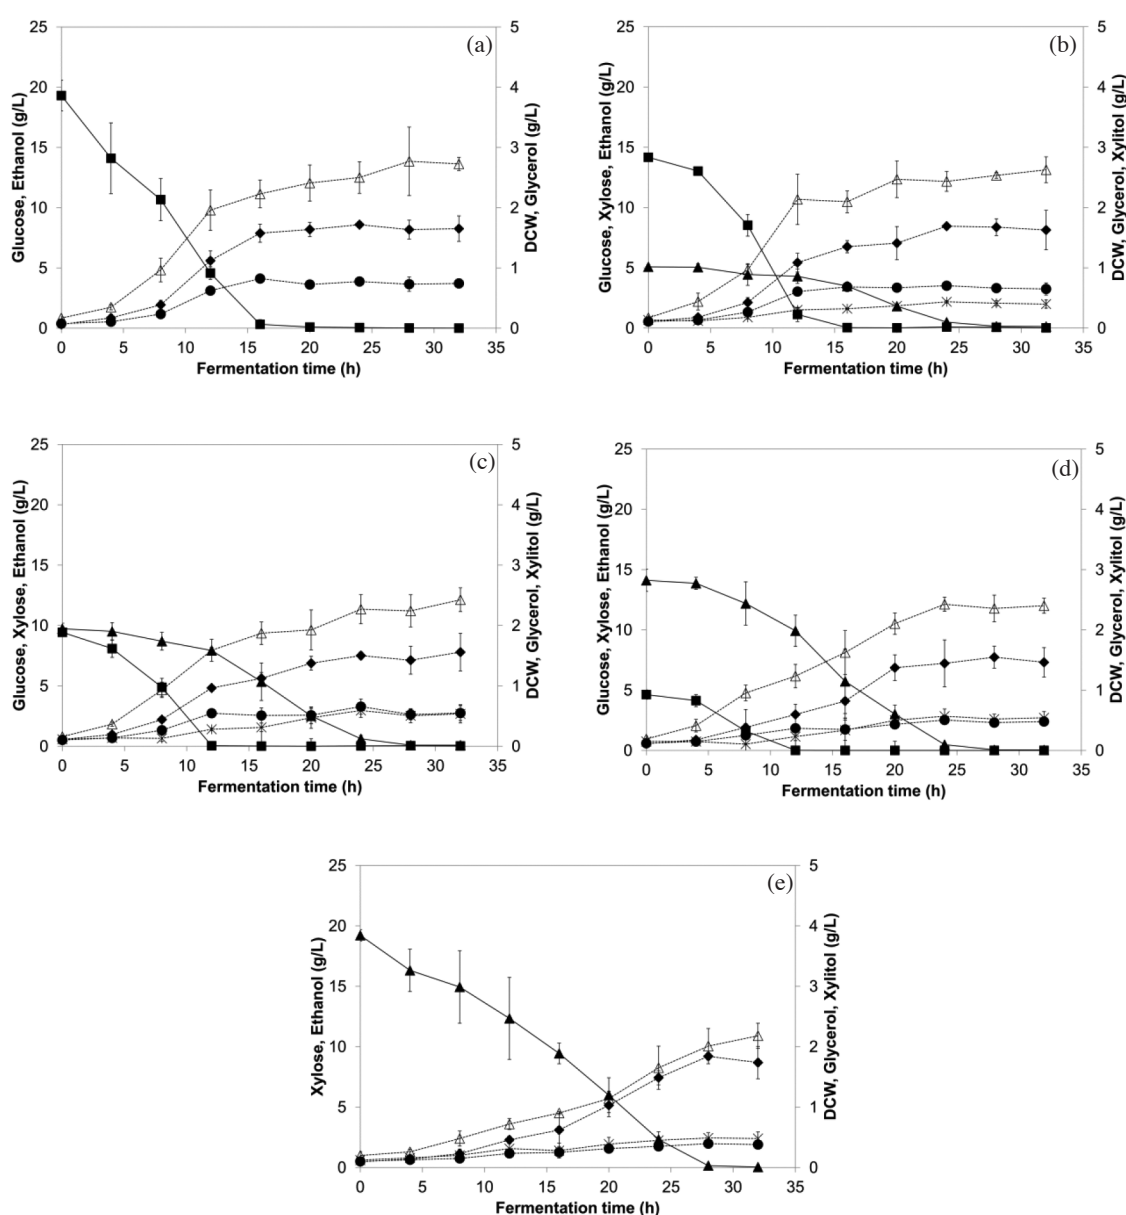 (a)
Glucose, Ethanol (g/L)
25
20
15
10
5
0
5
4
3
2
1
0
DCW, Glycerol (g/L)
0 5 10 15 20 25 30 35
Fermentation time (h)
(b)
Glucose, Xylose, Ethanol (g/L)
25
20
15
10
5
0
5
4
3
2
1
0
DCW, Glycerol, Xylitol (g/L)
0 5 10 15 20 25 30 35
Fermentation time (h)
(c)
Glucose, Xylose, Ethanol (g/L)
25
20
15
10
5
0
5
4
3
2
1
0
DCW, Glycerol, Xylitol (g/L)
0 5 10 15 20 25 30 35
Fermentation time (h)
(d)
Glucose, Xylose, Ethanol (g/L)
25
20
15
10
5
0
5
4
3
2
1
0
DCW, Glycerol, Xylitol (g/L)
0 5 10 15 20 25 30 35
Fermentation time (h)
(e)
Xylose, Ethanol (g/L)
25
20
15
10
5
0
5
4
3
2
1
0
DCW, Glycerol, Xylitol (g/L)
0 5 10 15 20 25 30 35
Fermentation time (h)